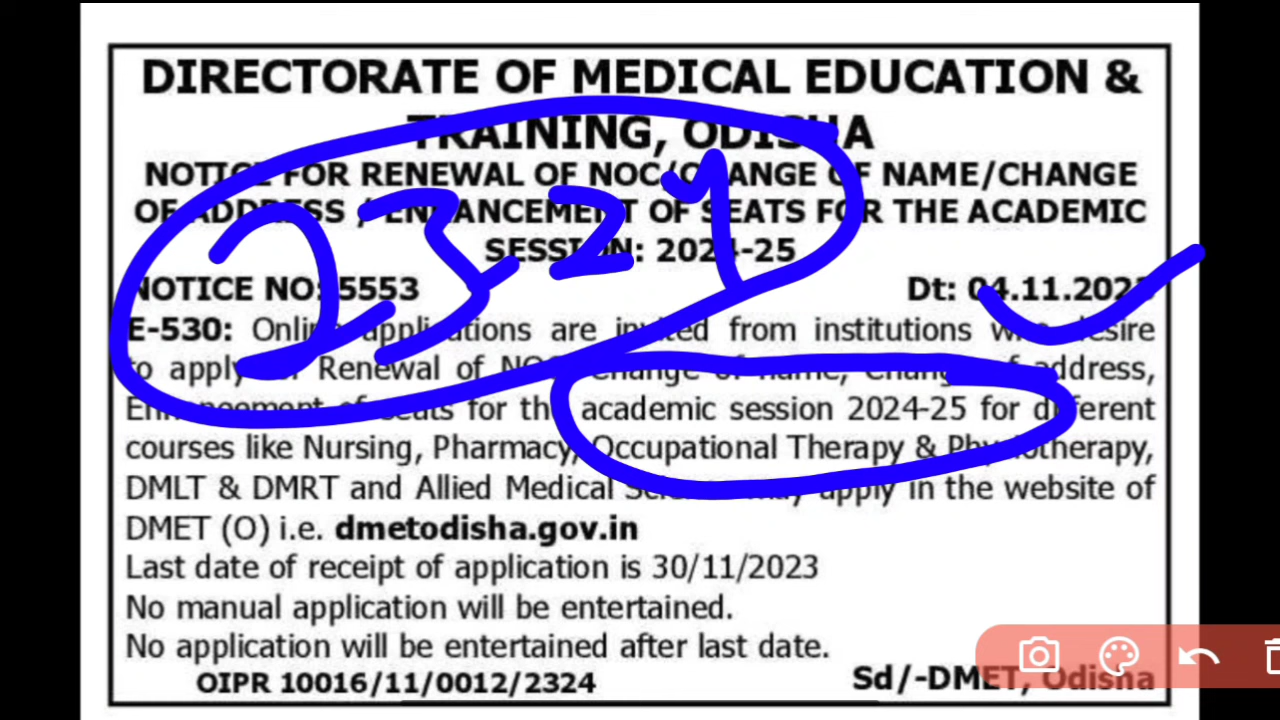 DIRECTORATE OF MEDICAL EDUCATION &
TRAINING, ODISHA
NOTICE FOR RENEWAL OF NOC/CHANGE OF NAME/CHANGE
OF ADDRESS / ENHANCEMENT OF SEATS FOR THE ACADEMIC
SESSION: 2024-25
23-24
NOTICE NO: 5553 Dt: 04.11.2023
E-530: Online applications are invited from institutions who desire
to apply for Renewal of NOC, Change of name, Change of address,
Enhancement of seats for the academic session 2024-25 for different
courses like Nursing, Pharmacy, Occupational Therapy & Physiotherapy,
DMLT & DMRT and Allied Medical Science may apply in the website of
DMET (O) i.e. dmetodisha.gov.in
Last date of receipt of application is 30/11/2023
No manual application will be entertained.
No application will be entertained after last date.
OIPR 10016/11/0012/2324 Sd/-DMET, Odisha